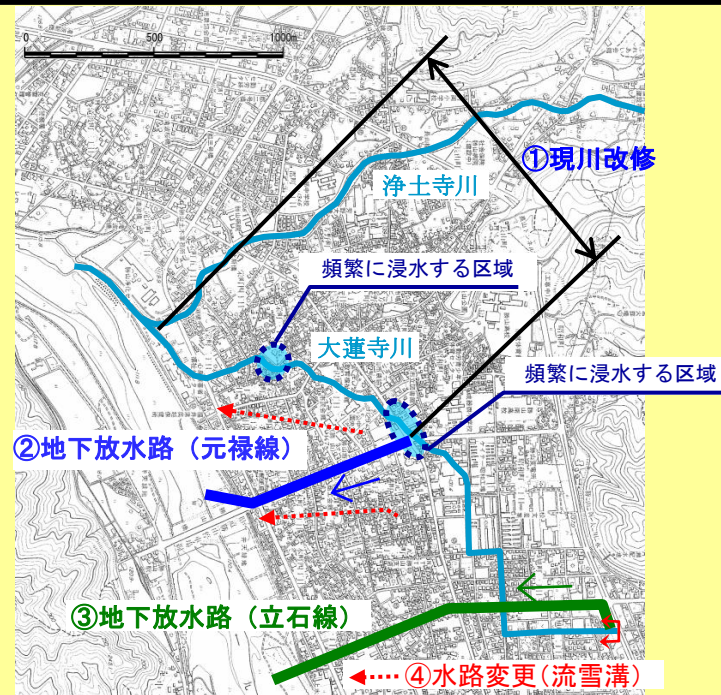 0 500 1000m
①現川改修
浄土寺川
頻繁に浸水する区域
大蓮寺川
頻繁に浸水する区域
②地下放水路（元禄線）
③地下放水路（立石線）
④水路変更（流雪溝）